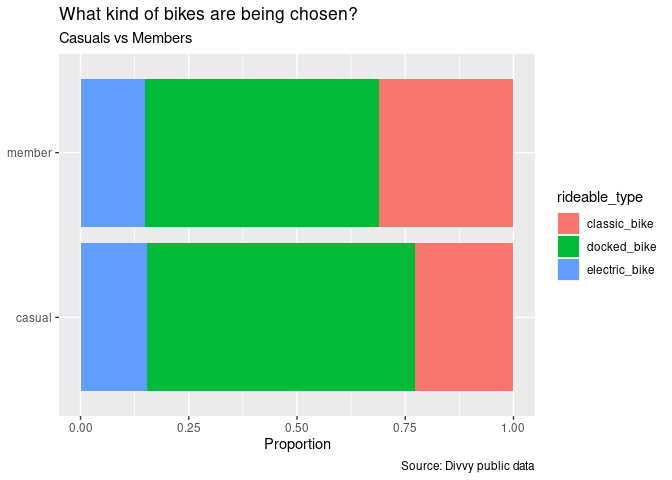 What kind of bikes are being chosen?
Casuals vs Members
member
casual
0.00 0.25 0.50 0.75 1.00
Proportion
rideable_type
classic_bike
docked_bike
electric_bike
Source: Divvy public data